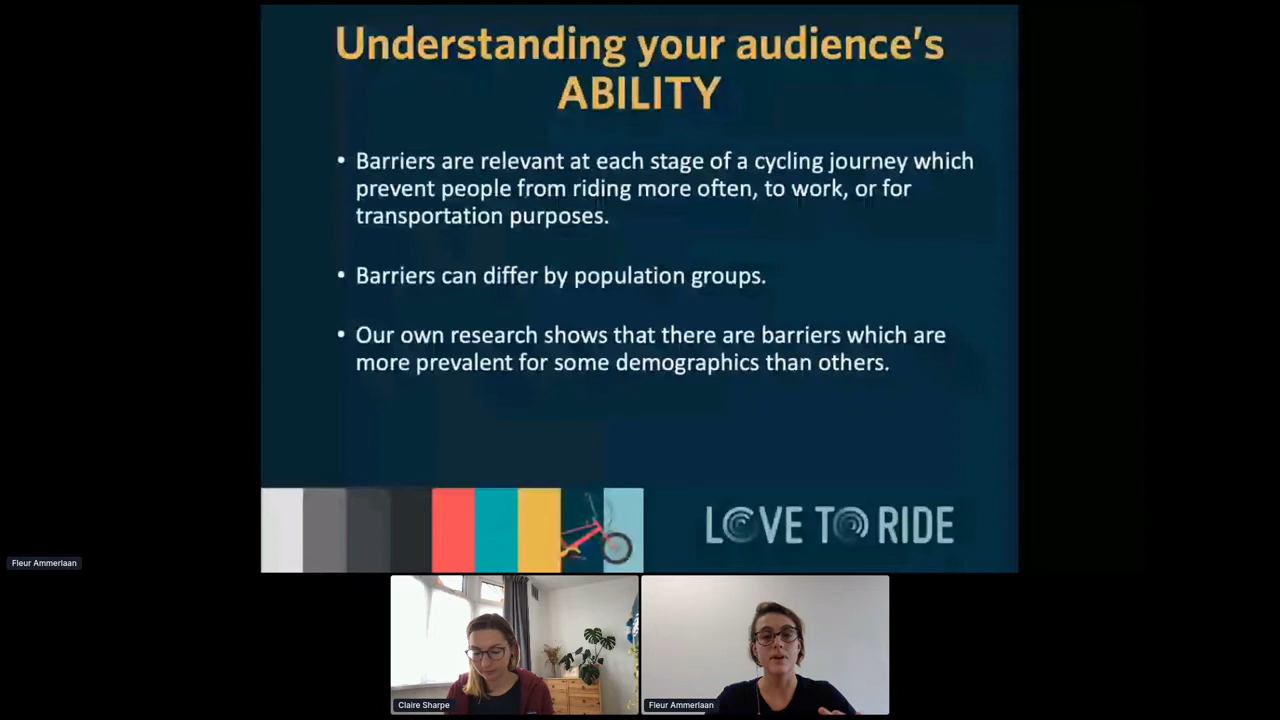 Understanding your audience's
ABILITY
• Barriers are relevant at each stage of a cycling journey which
prevent people from riding more often, to work, or for
transportation purposes.
• Barriers can differ by population groups.
• Our own research shows that there are barriers which are
more prevalent for some demographics than others.
LOVE TO RIDE
Fleur Ammerlaan
Claire Sharpe
Fleur Ammerlaan